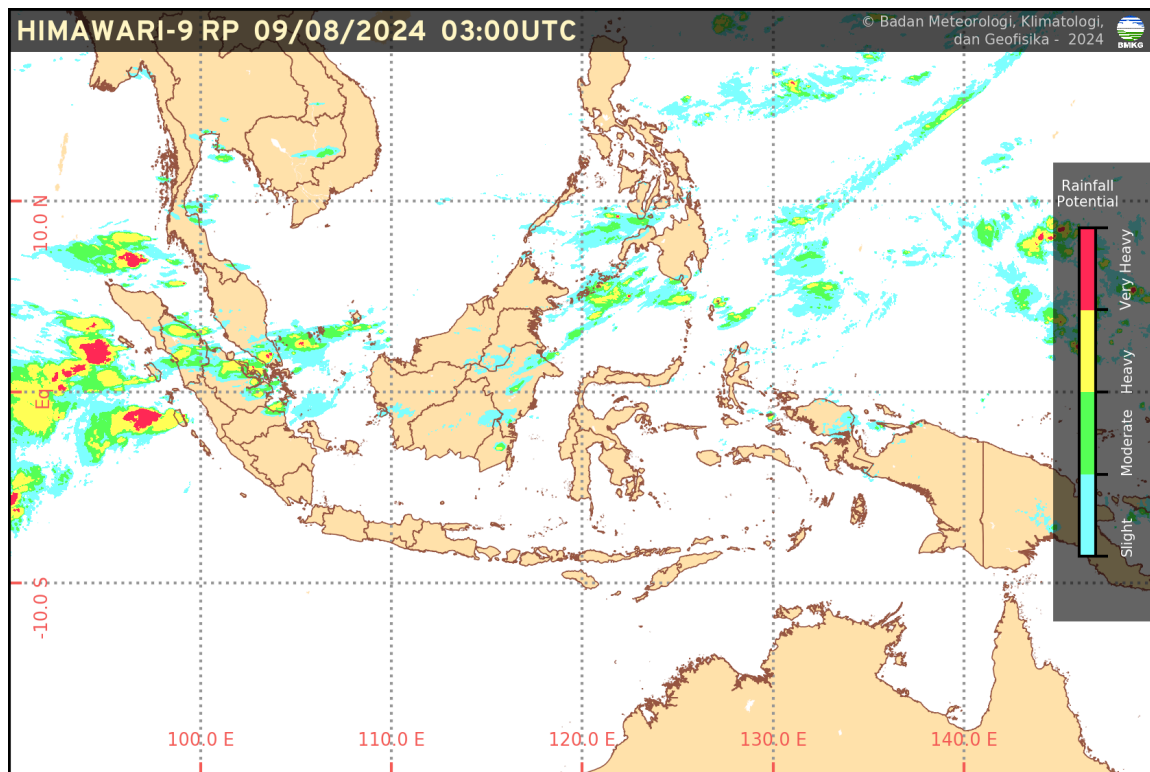 HIMAWARI-9 RP 09/08/2024 03:00UTC
© Badan Meteorologi, Klimatologi,
dan Geofisika - 2024
BMKG
Rainfall
Potential
Very Heavy
Heavy
Moderate
Slight
10.0 N
Eq
-10.0 S
100.0 E
110.0 E
120.0 E
130.0 E
140.0 E